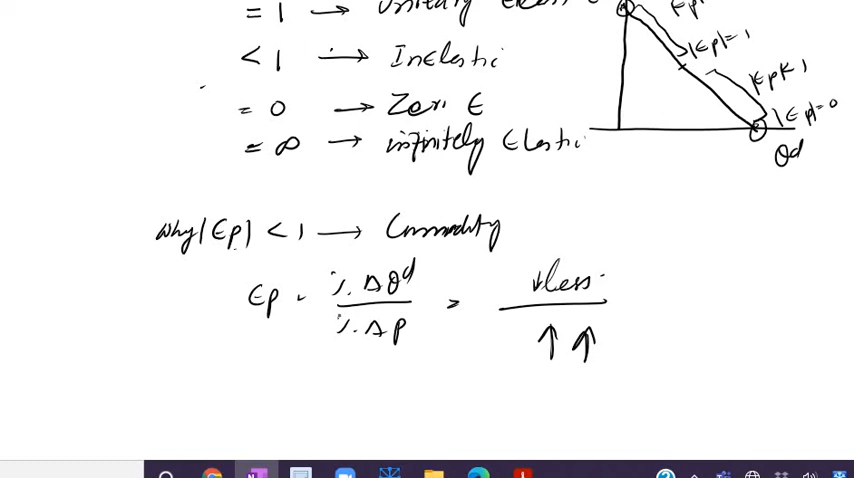 = 1 → Unitary Elastic
< 1 → Inelastic
= 0 → Zero ε
= ∞ → infinitely Elastic
|Ep|
|Ep|=1
|Ep|<1
|Ep|=0
Qd
Why |Ep| < 1 → Commodity
Ep = %ΔQd / %ΔP = ↓less / ↑↑